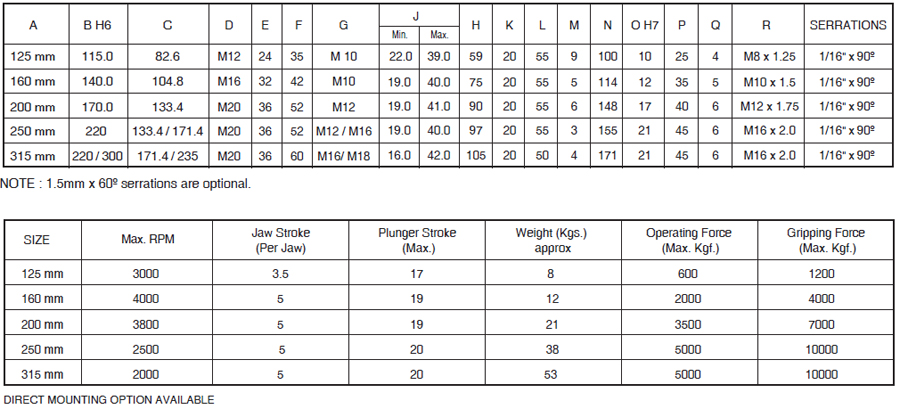 A B H6 C D E F G J H K L M N O H7 P Q R SERRATIONS
Min. Max.
125 mm 115.0 82.6 M12 24 35 M 10 22.0 39.0 59 20 55 9 100 10 25 4 M8 x 1.25 1/16" x 90º
160 mm 140.0 104.8 M16 32 42 M10 19.0 40.0 75 20 55 5 114 12 35 5 M10 x 1.5 1/16" x 90º
200 mm 170.0 133.4 M20 36 52 M12 19.0 41.0 90 20 55 6 148 17 40 6 M12 x 1.75 1/16" x 90º
250 mm 220 133.4 / 171.4 M20 36 52 M12 / M16 19.0 40.0 97 20 55 3 155 21 45 6 M16 x 2.0 1/16" x 90º
315 mm 220 / 300 171.4 / 235 M20 36 60 M16/ M18 16.0 42.0 105 20 50 4 171 21 45 6 M16 x 2.0 1/16" x 90º
NOTE : 1.5mm x 60º serrations are optional.
SIZE Max. RPM Jaw Stroke (Per Jaw) Plunger Stroke (Max.) Weight (Kgs.) approx Operating Force (Max. Kgf.) Gripping Force (Max. Kgf.)
125 mm 3000 3.5 17 8 600 1200
160 mm 4000 5 19 12 2000 4000
200 mm 3800 5 19 21 3500 7000
250 mm 2500 5 20 38 5000 10000
315 mm 2000 5 20 53 5000 10000
DIRECT MOUNTING OPTION AVAILABLE